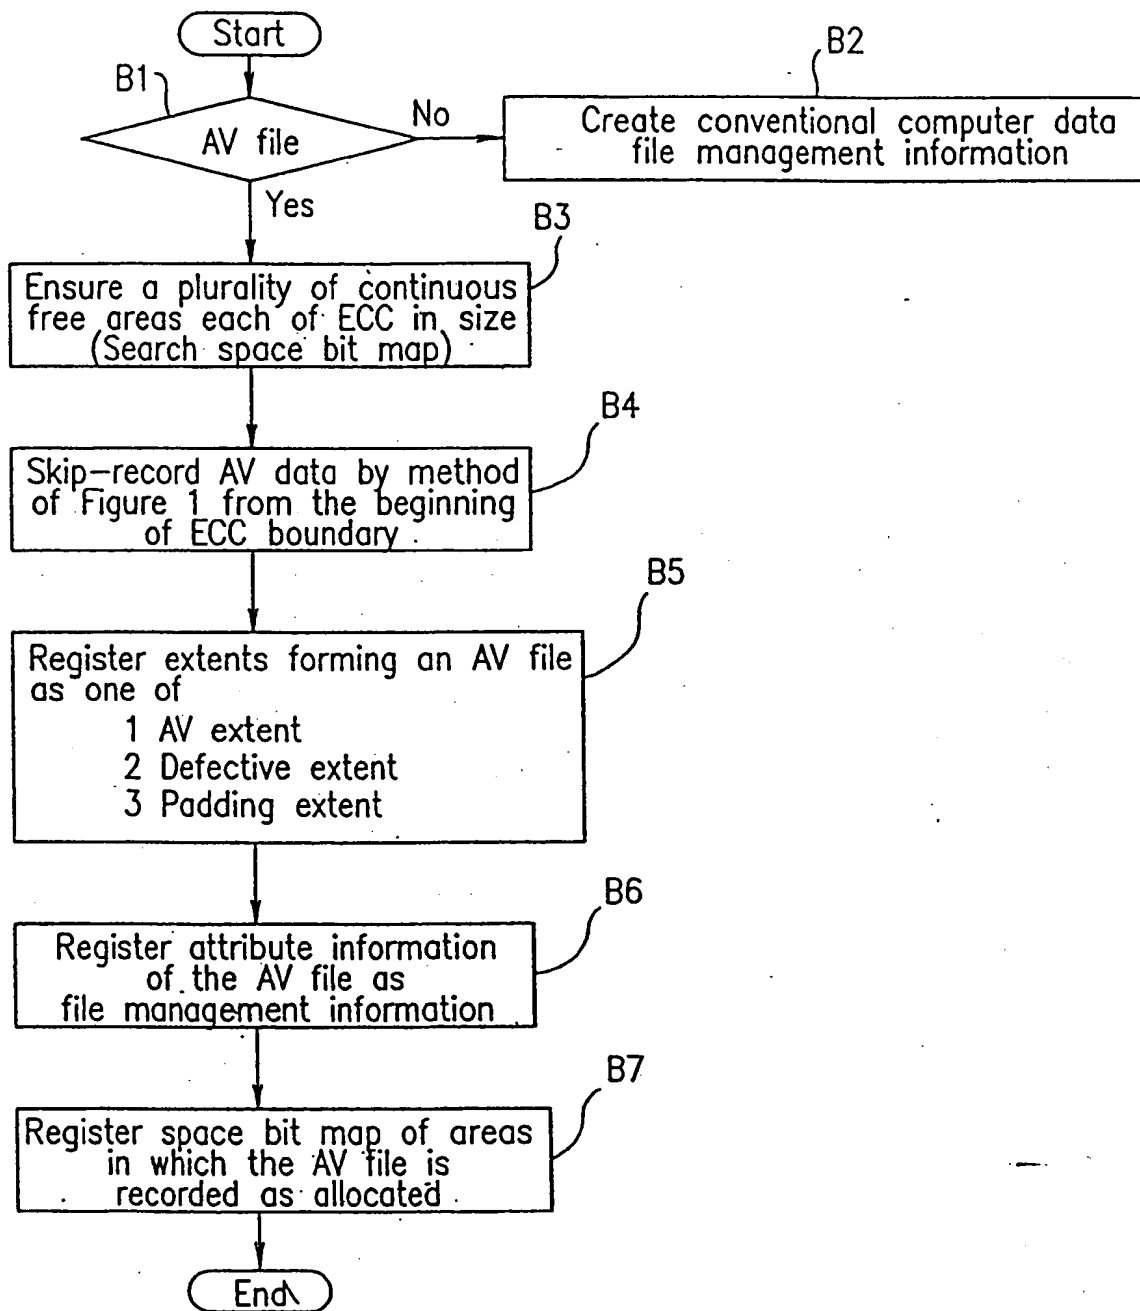 Start
B1
AV file
No
B2
Create conventional computer data
file management information
Yes
B3
Ensure a plurality of continuous
free areas each of ECC in size
(Search space bit map)
B4
Skip-record AV data by method
of Figure 1 from the beginning
of ECC boundary
B5
Register extents forming an AV file
as one of
1 AV extent
2 Defective extent
3 Padding extent
B6
Register attribute information
of the AV file as
file management information
B7
Register space bit map of areas
in which the AV file is
recorded as allocated
End